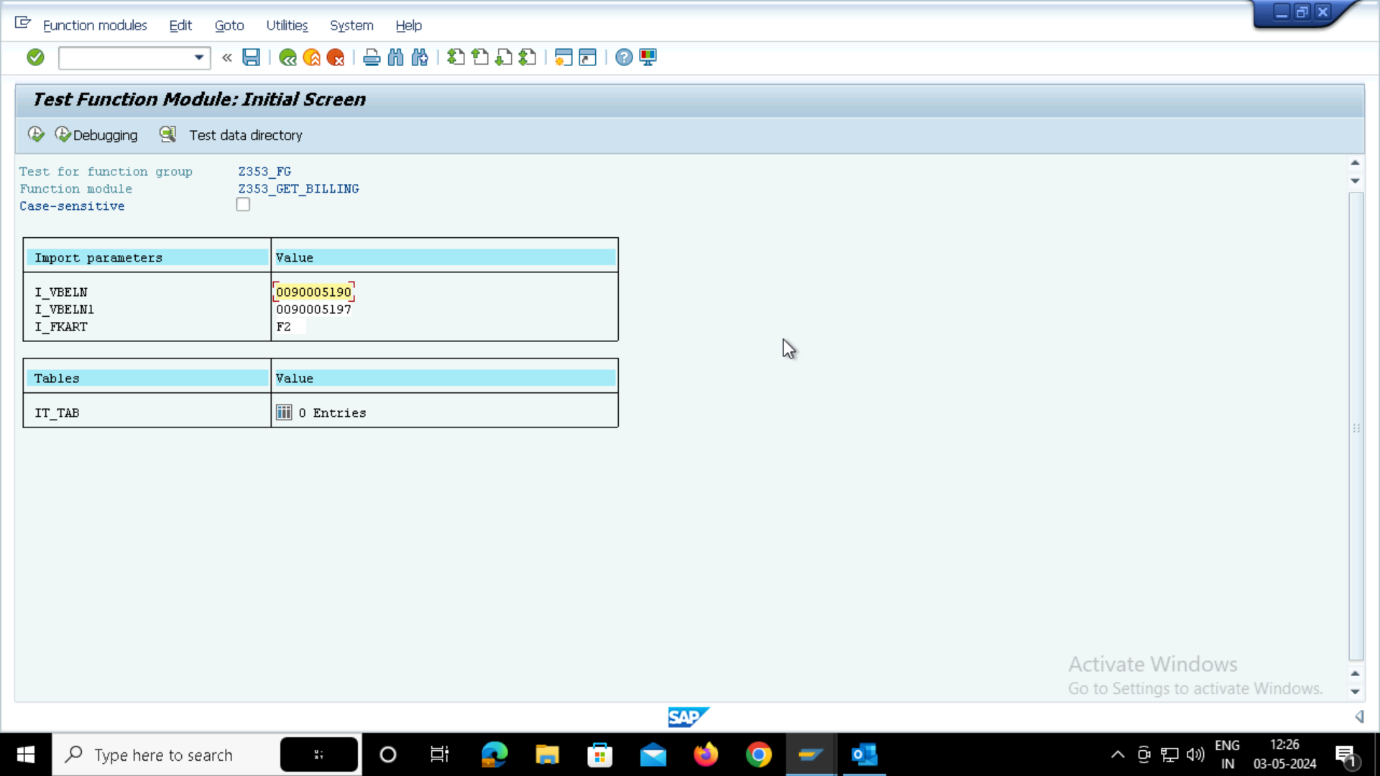 Function modules Edit Goto Utilities System Help
Test Function Module: Initial Screen
Debugging Test data directory
Test for function group Z353_FG
Function module Z353_GET_BILLING
Case-sensitive
Import parameters Value
I_VBELN 0090005190
I_VBELN1 0090005197
I_FKART F2
Tables Value
IT_TAB 0 Entries
Activate Windows
Go to Settings to activate Windows.
SAP
Type here to search
ENG 12:26
IN 03-05-2024
1